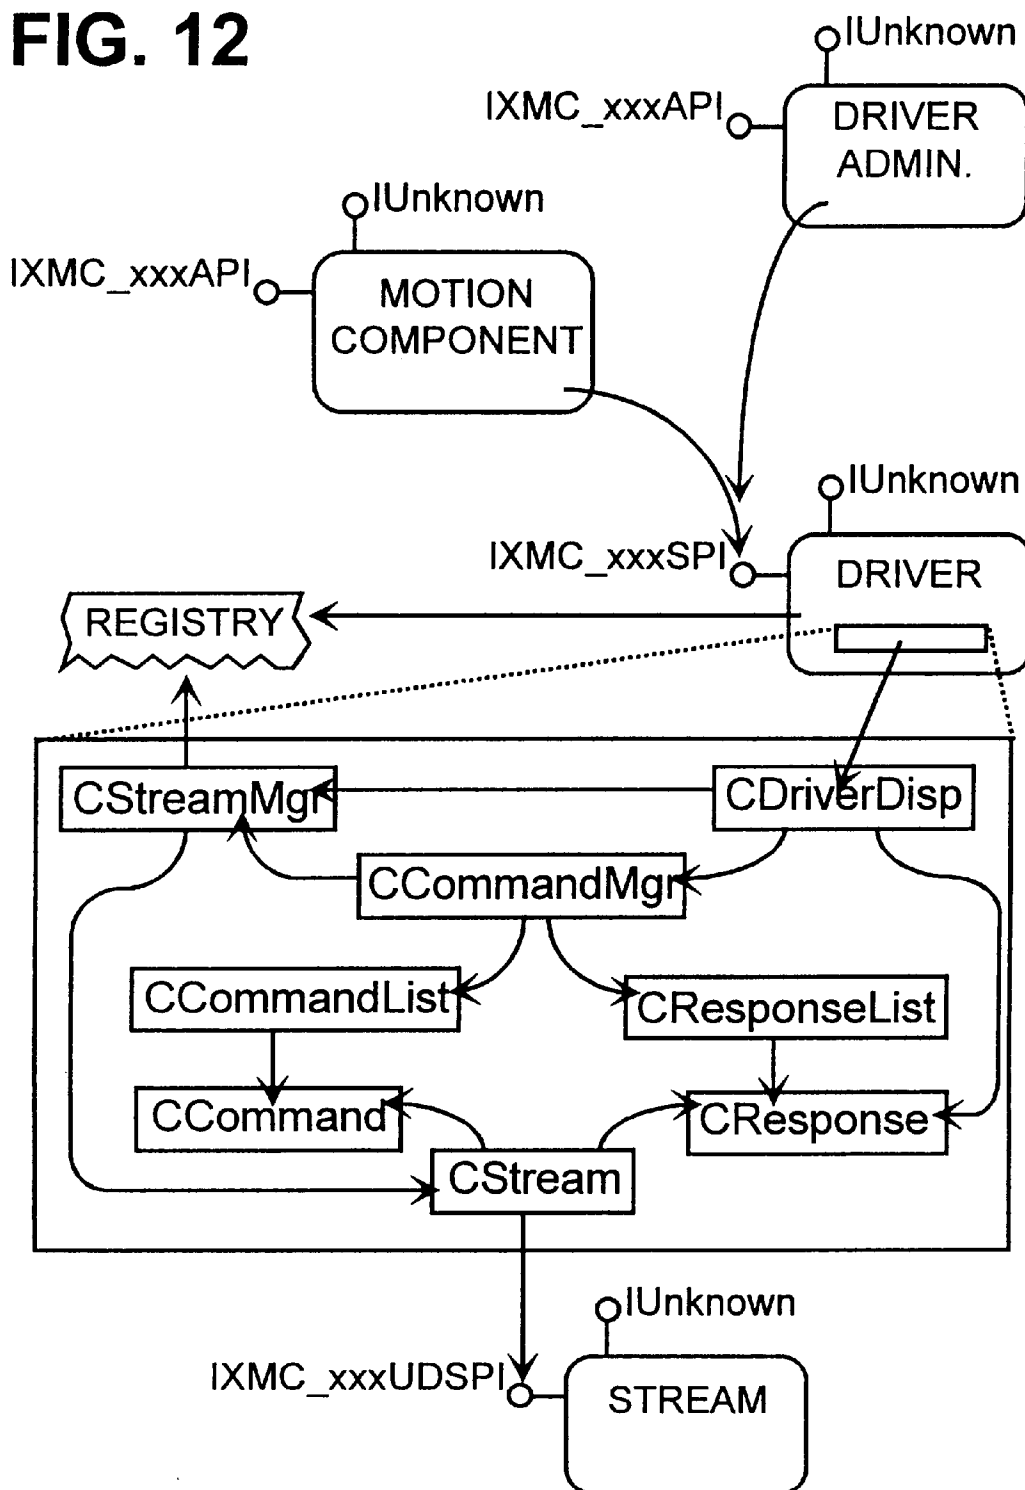 FIG. 12
IUnknown
IXMC_xxxAPI
DRIVER
ADMIN.
IUnknown
IXMC_xxxAPI
MOTION
COMPONENT
IUnknown
IXMC_xxxSPI
DRIVER
REGISTRY
CStreamMgr
CDriverDisp
CCommandMgr
CCommandList
CResponseList
CCommand
CResponse
CStream
IUnknown
IXMC_xxxUDSPI
STREAM